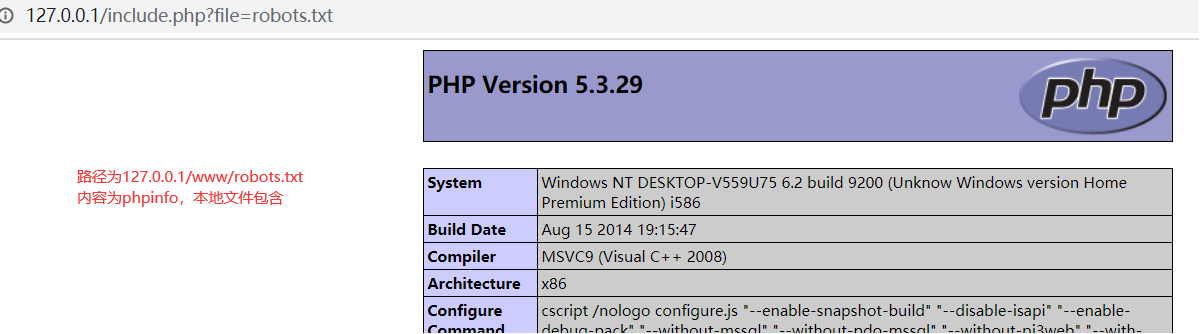 127.0.0.1/include.php?file=robots.txt
PHP Version 5.3.29
php
路径为127.0.0.1/www/robots.txt
内容为phpinfo，本地文件包含
System Windows NT DESKTOP-V559U75 6.2 build 9200 (Unknow Windows version Home
Premium Edition) i586
Build Date Aug 15 2014 19:15:47
Compiler MSVC9 (Visual C++ 2008)
Architecture x86
Configure cscript /nologo configure.js "--enable-snapshot-build" "--disable-isapi" "--enable-
Command debug-pack" "--without-mssql" "--without-pdo-mssql" "--without-pi3web" "--with-